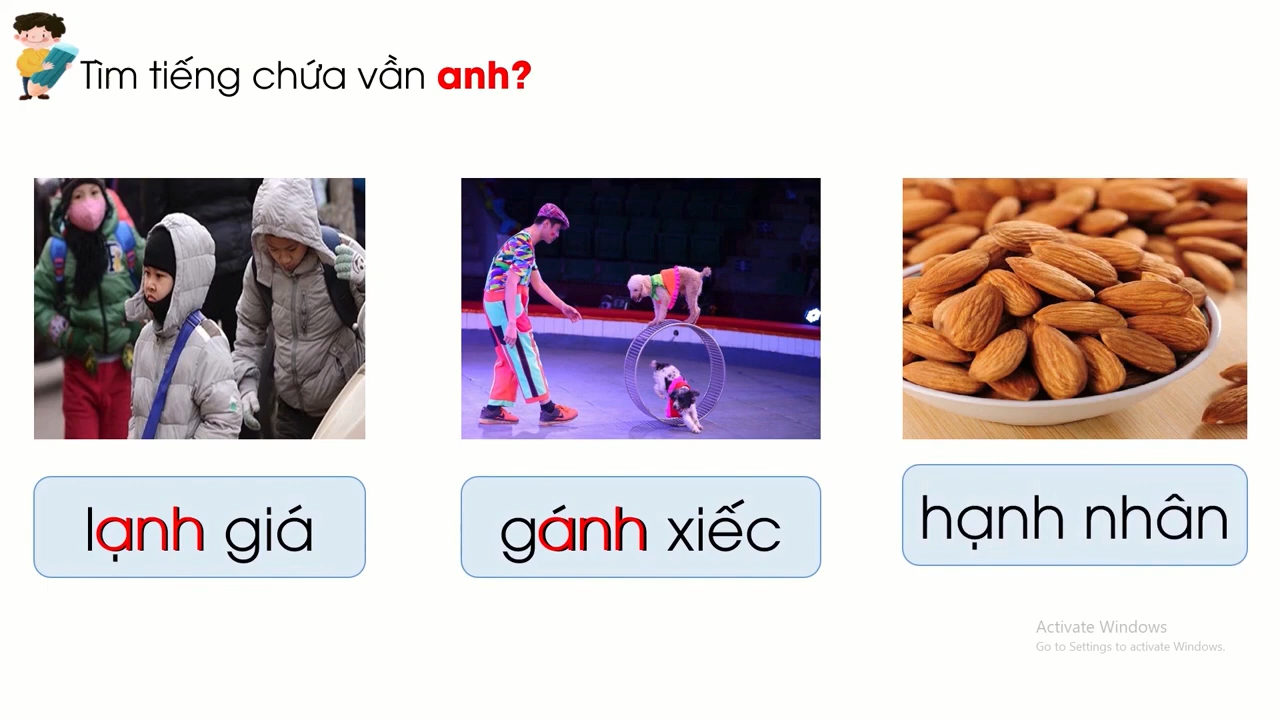 Tìm tiếng chứa vần anh?
lạnh giá
gánh xiếc
hạnh nhân
Activate Windows
Go to Settings to activate Windows.